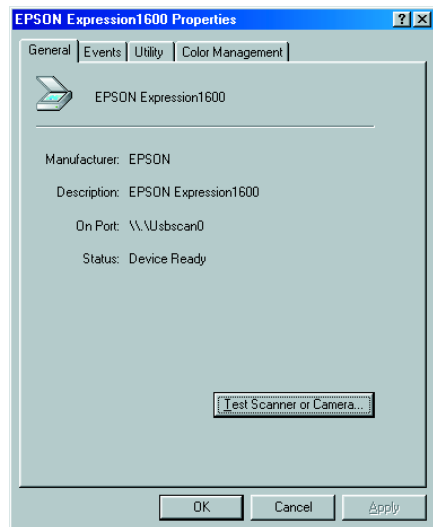 EPSON Expression1600 Properties
General Events Utility Color Management
EPSON Expression1600
Manufacturer: EPSON
Description: EPSON Expression1600
On Port: \\.\Usbscan0
Status: Device Ready
Test Scanner or Camera...
OK Cancel Apply